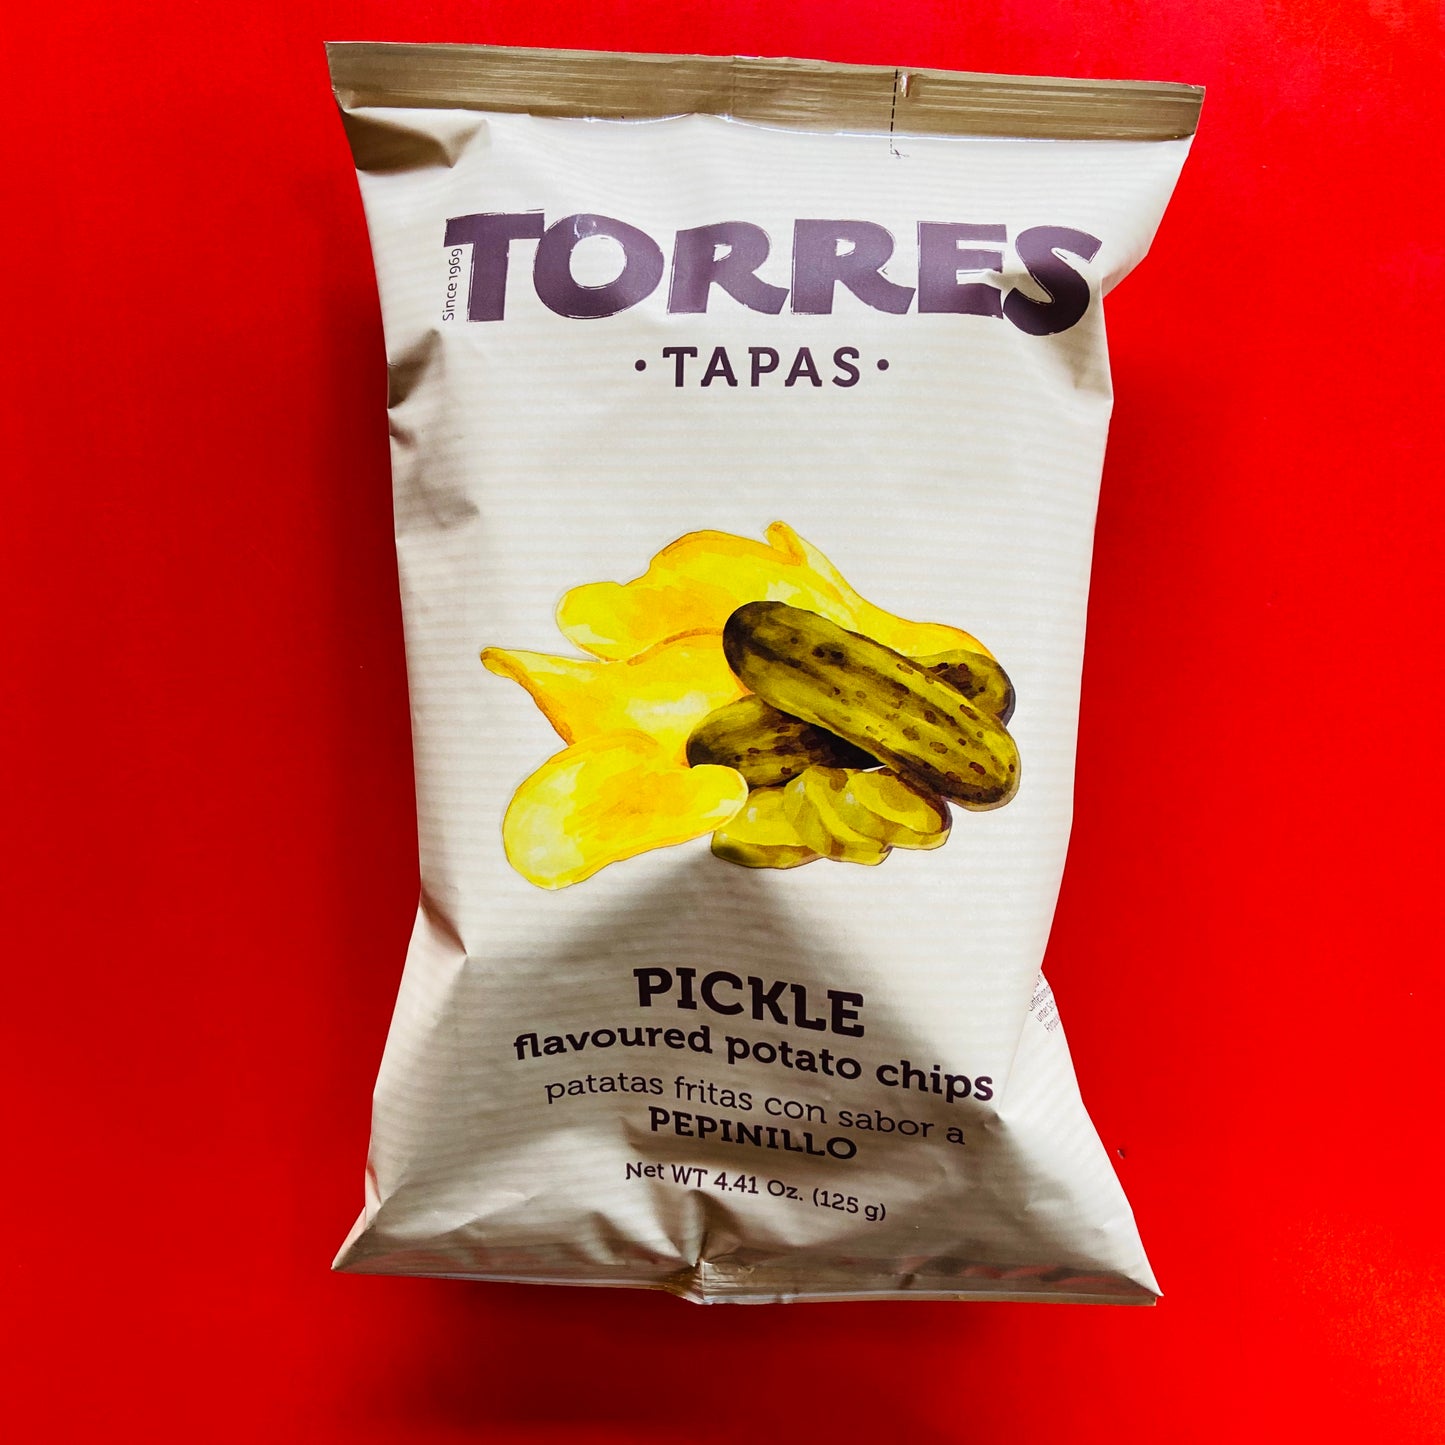 Since 1969
TORRES
· TAPAS ·
PICKLE
flavoured potato chips
patatas fritas con sabor a
PEPINILLO
Net WT 4.41 Oz. (125 g)